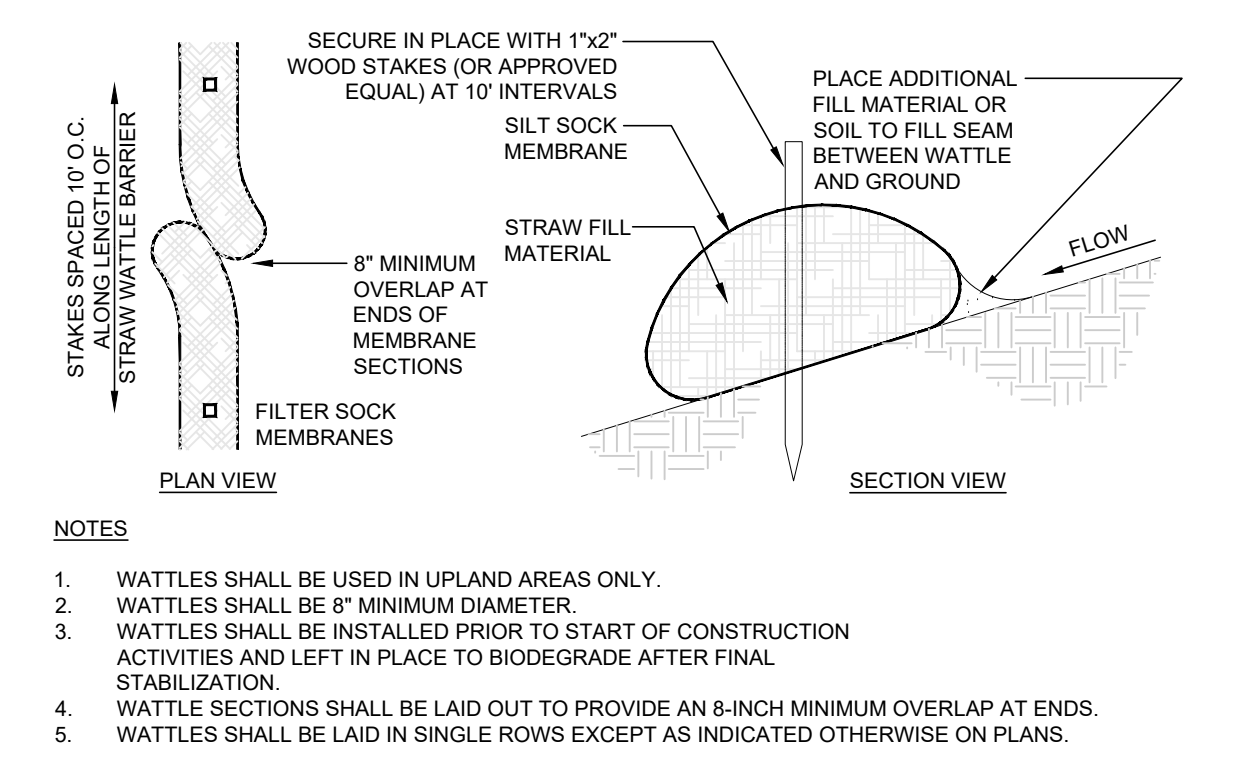 STAKES SPACED 10' O.C.
ALONG LENGTH OF
STRAW WATTLE BARRIER
8" MINIMUM
OVERLAP AT
ENDS OF
MEMBRANE
SECTIONS
FILTER SOCK
MEMBRANES
PLAN VIEW
SECURE IN PLACE WITH 1"x2"
WOOD STAKES (OR APPROVED
EQUAL) AT 10' INTERVALS
SILT SOCK
MEMBRANE
STRAW FILL
MATERIAL
PLACE ADDITIONAL
FILL MATERIAL OR
SOIL TO FILL SEAM
BETWEEN WATTLE
AND GROUND
FLOW
SECTION VIEW
NOTES
1. WATTLES SHALL BE USED IN UPLAND AREAS ONLY.
2. WATTLES SHALL BE 8" MINIMUM DIAMETER.
3. WATTLES SHALL BE INSTALLED PRIOR TO START OF CONSTRUCTION
ACTIVITIES AND LEFT IN PLACE TO BIODEGRADE AFTER FINAL
STABILIZATION.
4. WATTLE SECTIONS SHALL BE LAID OUT TO PROVIDE AN 8-INCH MINIMUM OVERLAP AT ENDS.
5. WATTLES SHALL BE LAID IN SINGLE ROWS EXCEPT AS INDICATED OTHERWISE ON PLANS.